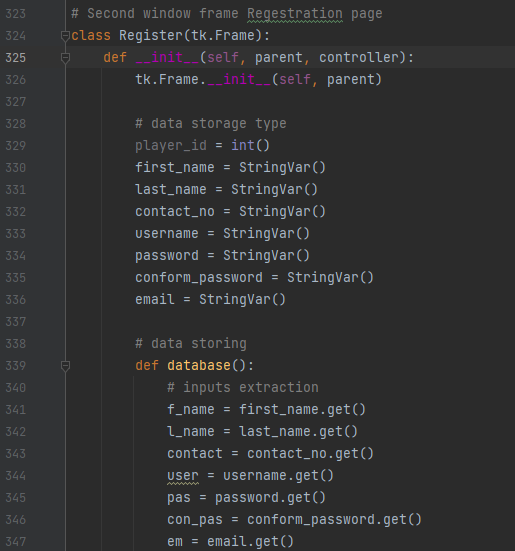 323 # Second window frame Regestration page
324 class Register(tk.Frame):
325     def __init__(self, parent, controller):
326         tk.Frame.__init__(self, parent)
327
328         # data storage type
329         player_id = int()
330         first_name = StringVar()
331         last_name = StringVar()
332         contact_no = StringVar()
333         username = StringVar()
334         password = StringVar()
335         conform_password = StringVar()
336         email = StringVar()
337
338         # data storing
339         def database():
340             # inputs extraction
341             f_name = first_name.get()
342             l_name = last_name.get()
343             contact = contact_no.get()
344             user = username.get()
345             pas = password.get()
346             con_pas = conform_password.get()
347             em = email.get()